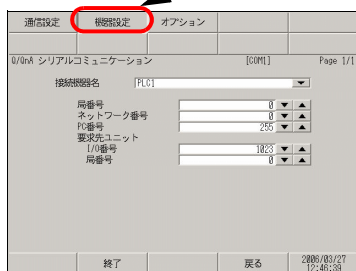 通信設定 機器設定 オプション
Q/QnA シリアルコミュニケーション [COM1] Page 1/1
接続機器名 PLC1
局番号 0
ネットワーク番号 0
PC番号 255
要求先ユニット
I/O番号 1023
局番号 0
終了 戻る 2006/03/27
12:46:39